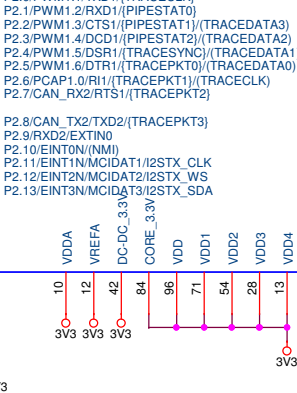 P2.1/PWM1.2/RXD1/{PIPESTAT0}
P2.2/PWM1.3/CTS1/{PIPESTAT1}/(TRACEDATA3)
P2.3/PWM1.4/DCD1/{PIPESTAT2}/(TRACEDATA2)
P2.4/PWM1.5/DSR1/{TRACESYNC}/(TRACEDATA1
P2.5/PWM1.6/DTR1/{TRACEPKT0}/(TRACEDATA0)
P2.6/PCAP1.0/RI1/{TRACEPKT1}/(TRACECLK)
P2.7/CAN_RX2/RTS1/{TRACEPKT2}
P2.8/CAN_TX2/TXD2/{TRACEPKT3}
P2.9/RXD2/EXTIN0
P2.10/EINT0N/(NMI)
P2.11/EINT1N/MCIDAT1/I2STX_CLK
P2.12/EINT2N/MCIDAT2/I2STX_WS
P2.13/EINT3N/MCIDAT3/I2STX_SDA
VDDA
VREFA
DC-DC_3.3V
CORE_3.3V
VDD
VDD1
VDD2
VDD3
VDD4
10
12
42
84
96
71
54
28
13
3V3
3V3
3V3
3V3